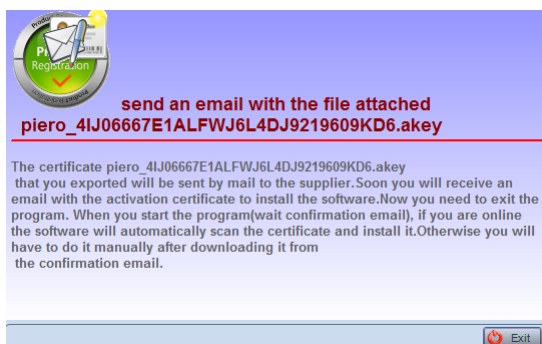 Product
Registration
send an email with the file attached
piero_4IJ06667E1ALFWJ6L4DJ9219609KD6.akey
The certificate piero_4IJ06667E1ALFWJ6L4DJ9219609KD6.akey
that you exported will be sent by mail to the supplier.Soon you will receive an
email with the activation certificate to install the software.Now you need to exit the
program. When you start the program(wait confirmation email), if you are online
the software will automatically scan the certificate and install it.Otherwise you will
have to do it manually after downloading it from
the confirmation email.
Exit